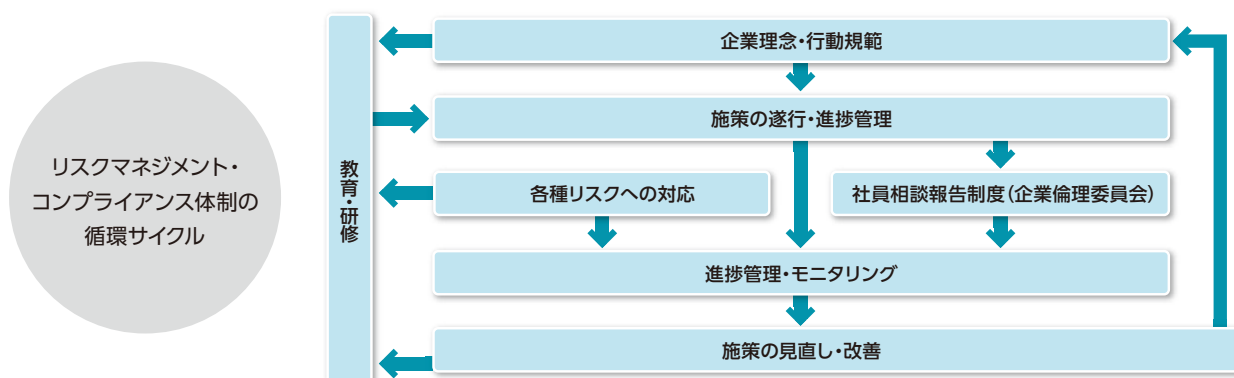 リスクマネジメント・
コンプライアンス体制の
循環サイクル
教育・研修
企業理念・行動規範
施策の遂行・進捗管理
各種リスクへの対応
社員相談報告制度(企業倫理委員会)
進捗管理・モニタリング
施策の見直し・改善